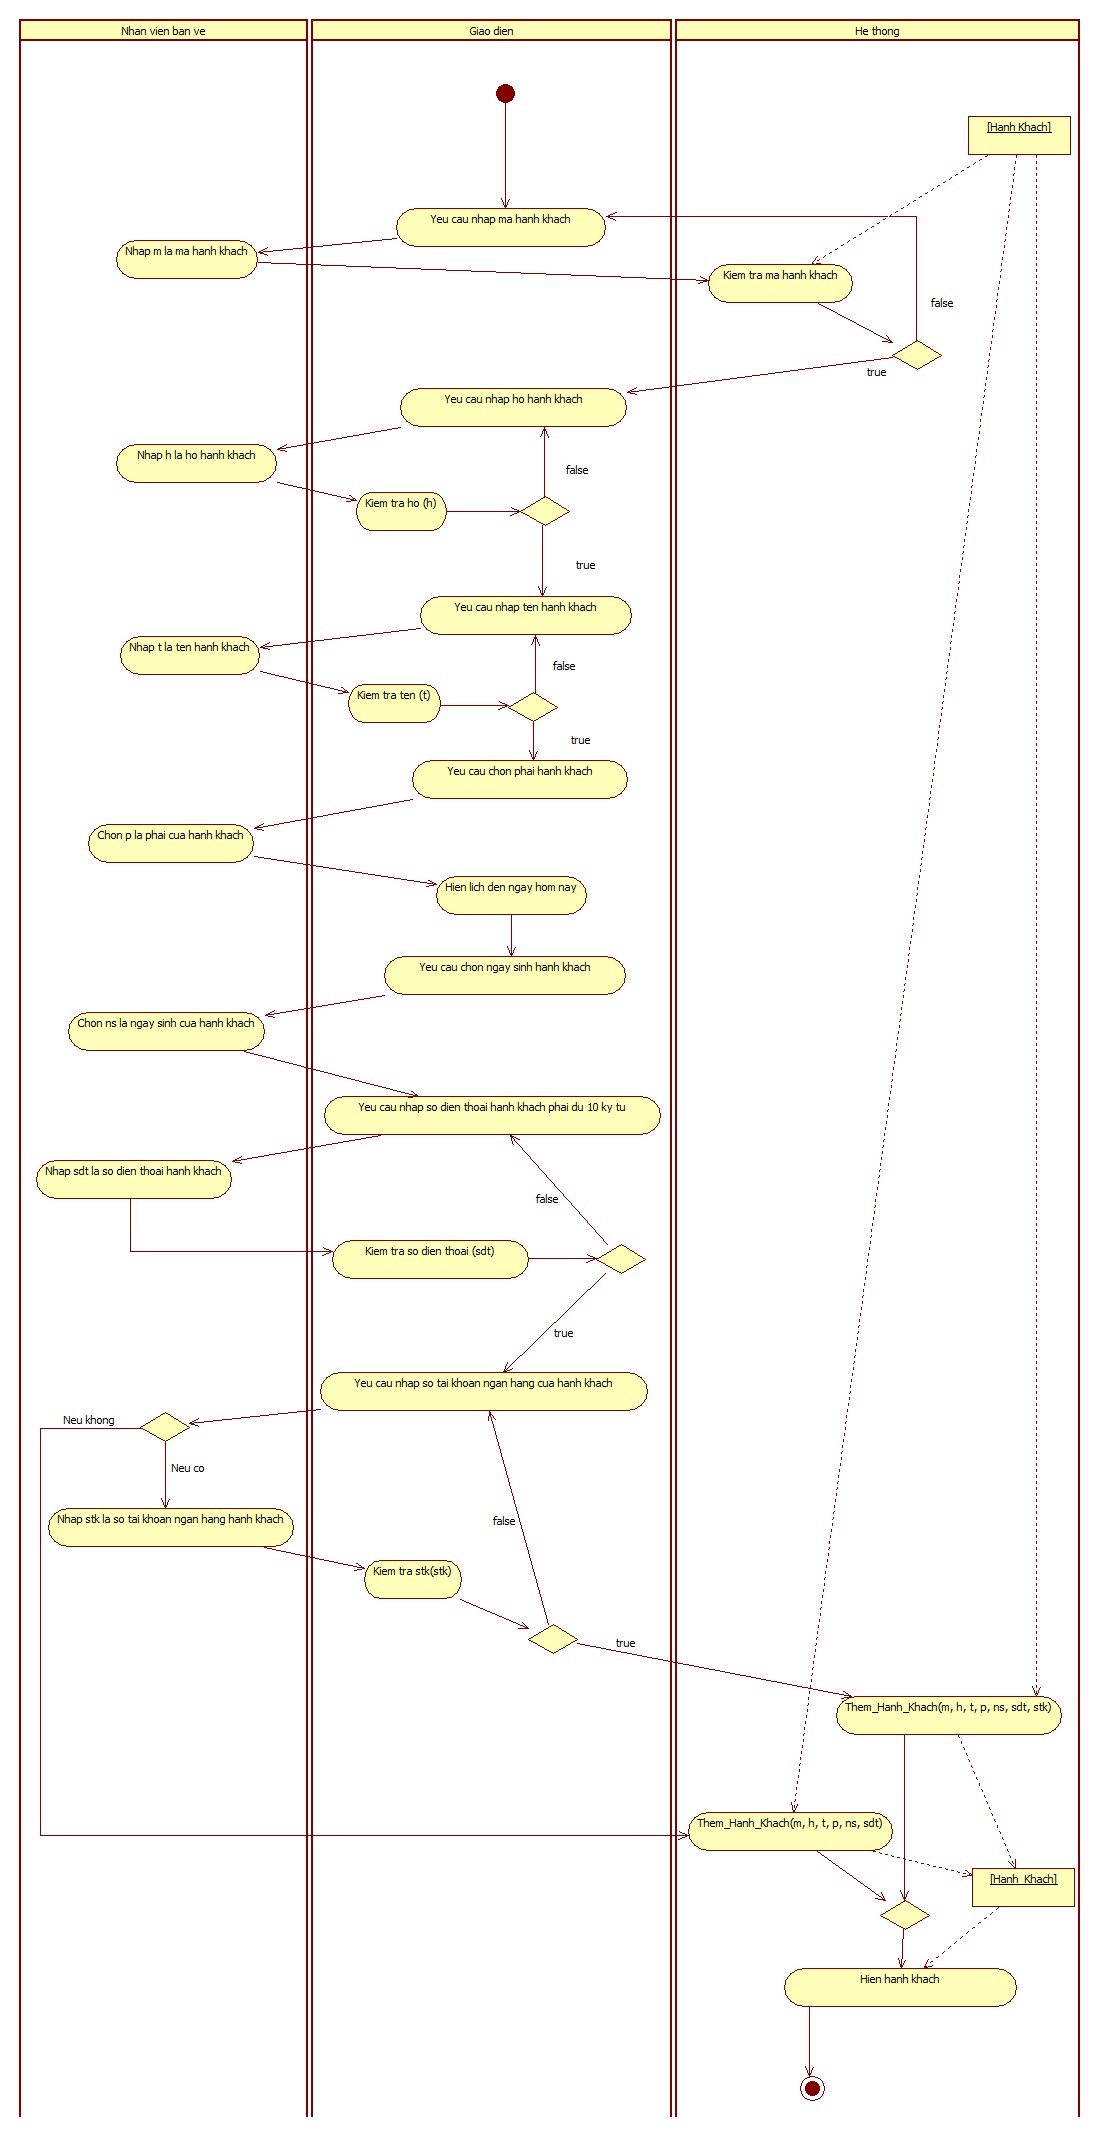 Nhan vien ban ve
Giao dien
He thong
[Hanh Khach]
Yeu cau nhap ma hanh khach
Nhap m la ma hanh khach
Kiem tra ma hanh khach
false
true
Yeu cau nhap ho hanh khach
Nhap h la ho hanh khach
false
Kiem tra ho (h)
true
Yeu cau nhap ten hanh khach
Nhap t la ten hanh khach
false
Kiem tra ten (t)
true
Yeu cau chon phai hanh khach
Chon p la phai cua hanh khach
Hien lich den ngay hom nay
Yeu cau chon ngay sinh hanh khach
Chon ns la ngay sinh cua hanh khach
Yeu cau nhap so dien thoai hanh khach phai du 10 ky tu
Nhap sdt la so dien thoai hanh khach
false
Kiem tra so dien thoai (sdt)
true
Yeu cau nhap so tai khoan ngan hang cua hanh khach
Neu khong
Neu co
Nhap stk la so tai khoan ngan hang hanh khach
false
Kiem tra stk(stk)
true
Them_Hanh_Khach(m, h, t, p, ns, sdt, stk)
Them_Hanh_Khach(m, h, t, p, ns, sdt)
[Hanh_Khach]
Hien hanh khach